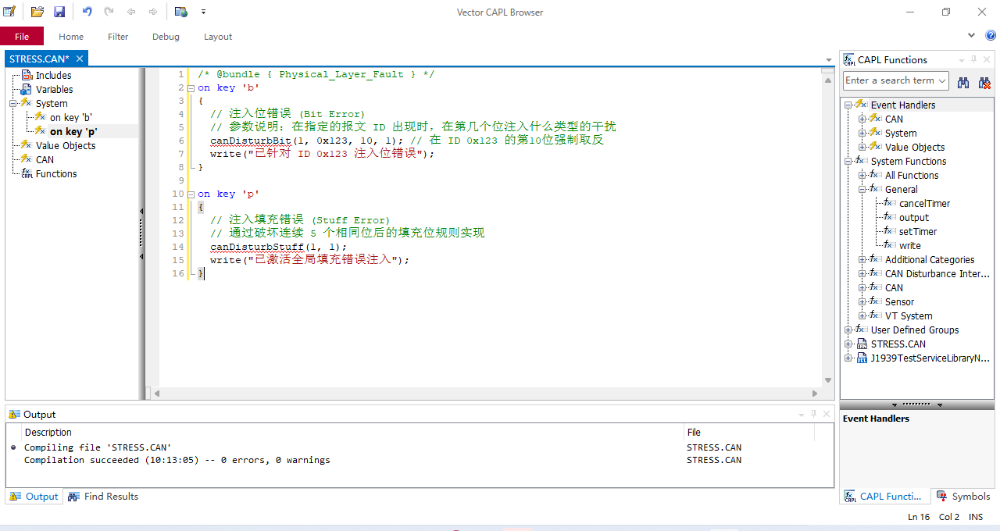 Vector CAPL Browser
File Home Filter Debug Layout
STRESS.CAN*
Includes
Variables
System
on key 'b'
on key 'p'
Value Objects
CAN
Functions
1 /* @bundle { Physical_Layer_Fault } */
2 on key 'b'
3 {
4 // 注入位错误 (Bit Error)
5 // 参数说明：在指定的报文 ID 出现时，在第几个位注入什么类型的干扰
6 canDisturbBit(1, 0x123, 10, 1); // 在 ID 0x123 的第10位强制取反
7 write("已针对 ID 0x123 注入位错误");
8 }
9
10 on key 'p'
11 {
12 // 注入填充错误 (Stuff Error)
13 // 通过破坏连续 5 个相同位后的填充位规则实现
14 canDisturbStuff(1, 1);
15 write("已激活全局填充错误注入");
16 }
CAPL Functions
Enter a search term
Event Handlers
CAN
System
Value Objects
System Functions
All Functions
General
cancelTimer
output
setTimer
write
Additional Categories
CAN Disturbance Inter...
CAN
Sensor
VT System
User Defined Groups
STRESS.CAN
J1939TestServiceLibraryN...
Event Handlers
CAPL Functi... Symbols
Output
Description File
Compiling file 'STRESS.CAN' STRESS.CAN
Compilation succeeded (10:13:05) -- 0 errors, 0 warnings STRESS.CAN
Output Find Results
Ln 16 Col 2 INS